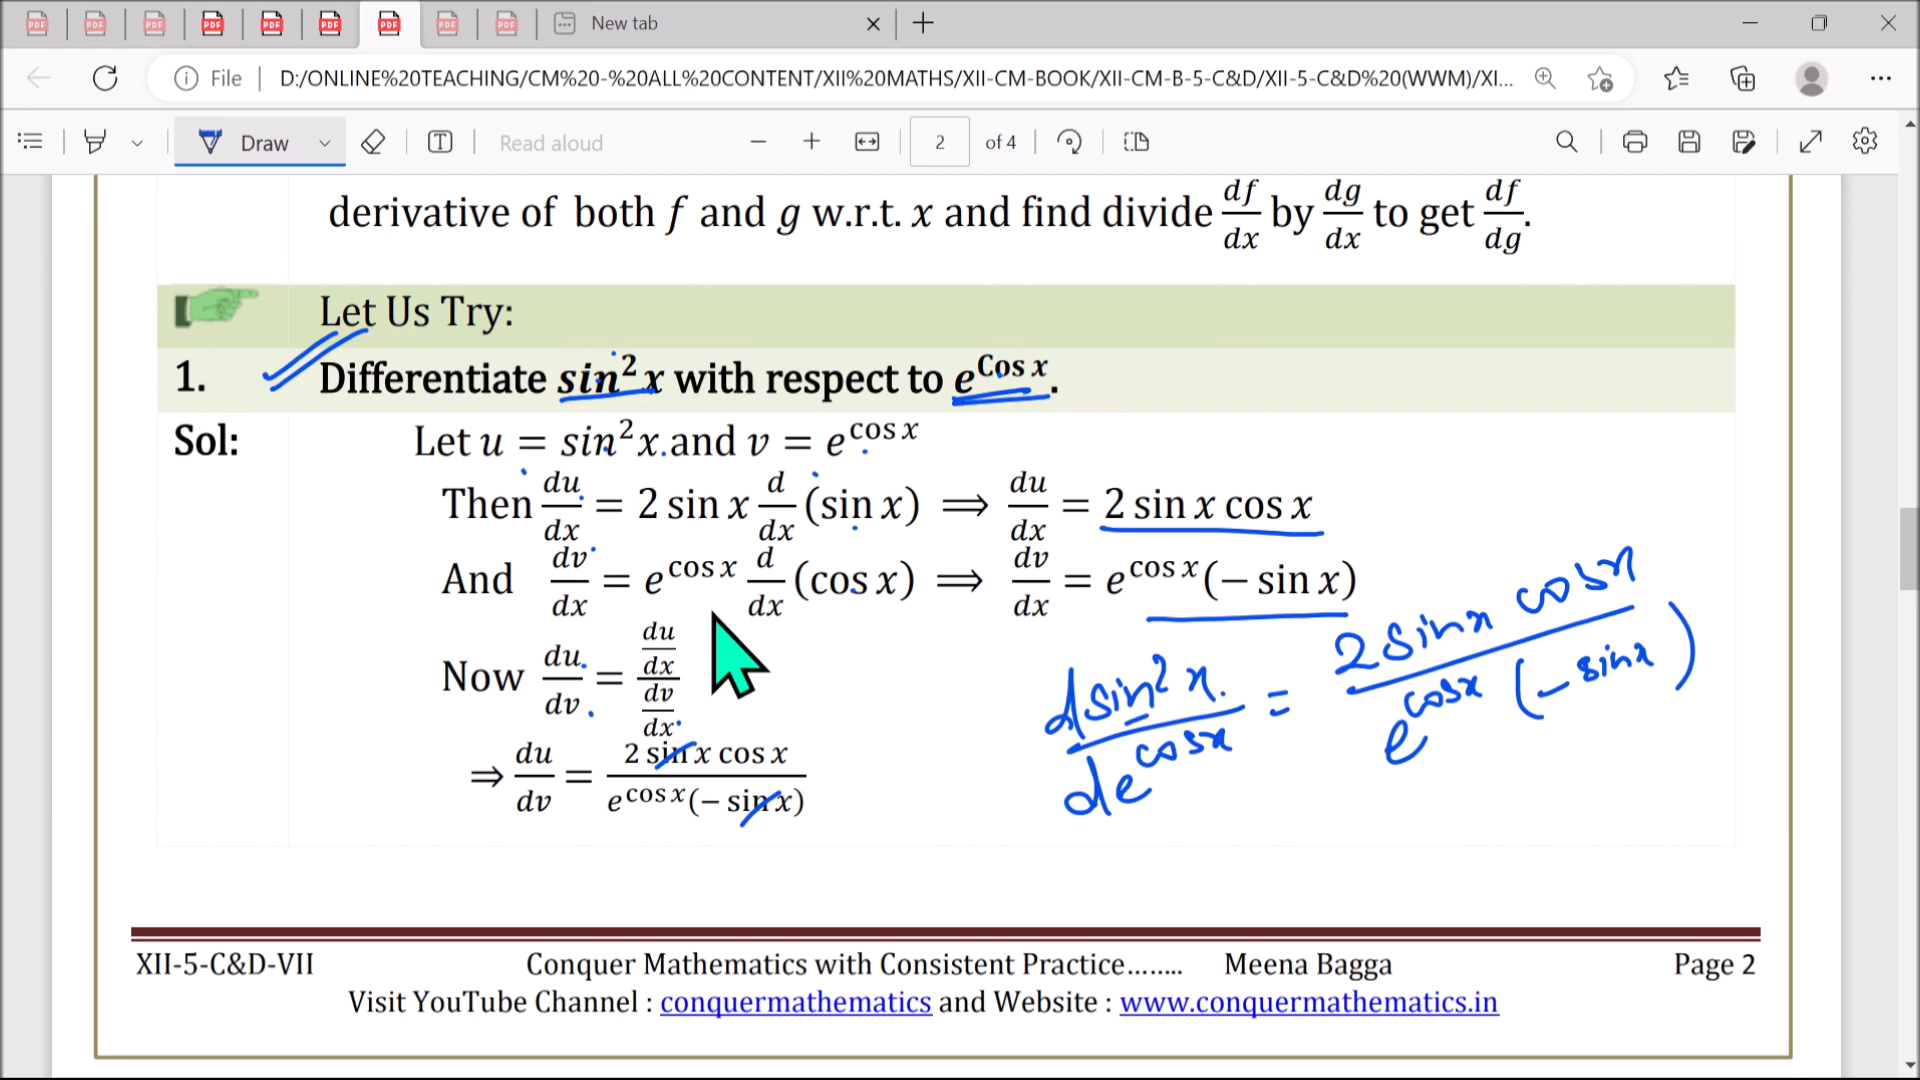 New tab
File D:/ONLINE%20TEACHING/CM%20-%20ALL%20CONTENT/XII%20MATHS/XII-CM-BOOK/XII-CM-B-5-C&D/XII-5-C&D%20(WWM)/XI...
Draw Read aloud 2 of 4
derivative of both f and g w.r.t. x and find divide df/dx by dg/dx to get df/dg.
Let Us Try:
1. Differentiate sin²x with respect to e^(Cos x).
Sol: Let u = sin²x.and v = e^(cos x)
Then du/dx = 2 sin x d/dx (sin x) ⟹ du/dx = 2 sin x cos x
And dv/dx = e^(cos x) d/dx (cos x) ⟹ dv/dx = e^(cos x)(− sin x)
Now du/dv = (du/dx)/(dv/dx)
⇒ du/dv = (2 sin x cos x)/(e^(cos x)(− sin x))
d sin²x / d e^(cosx) = 2 sinx cosx / e^(cosx) (− sinx)
XII-5-C&D-VII Conquer Mathematics with Consistent Practice........ Meena Bagga Page 2
Visit YouTube Channel : conquermathematics and Website : www.conquermathematics.in